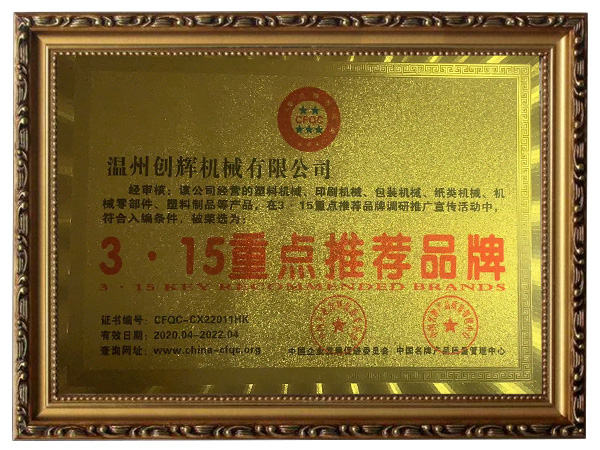 CFQC
温州创辉机械有限公司
经审核：该公司经营的塑料机械、印刷机械、包装机械、纸类机械、机
械零部件、塑料制品等产品，在3·15重点推荐品牌调研推广宣传活动中，
符合入编条件，被荣选为：
3·15重点推荐品牌
3·15 KEY RECOMMENDED BRANDS
证书编号：CFQC-CX22011HK
有效日期：2020.04-2022.04
查询网址：www.china-cfqc.org
中国企业发展促进委员会 中国名牌产品质量管理中心